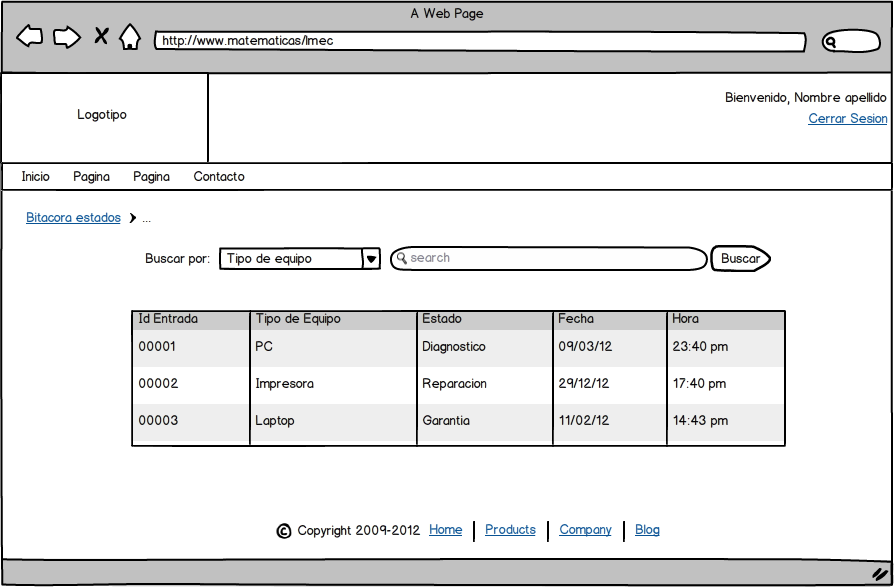 A Web Page
http://www.matematicas/lmec
Bienvenido, Nombre apellido
Logotipo
Cerrar Sesion
Inicio Pagina Pagina Contacto
Bitacora estados ...
Buscar por: Tipo de equipo search Buscar
Id Entrada Tipo de Equipo Estado Fecha Hora
00001 PC Diagnostico 09/03/12 23:40 pm
00002 Impresora Reparacion 29/12/12 17:40 pm
00003 Laptop Garantia 11/02/12 14:43 pm
© Copyright 2009-2012 Home Products Company Blog